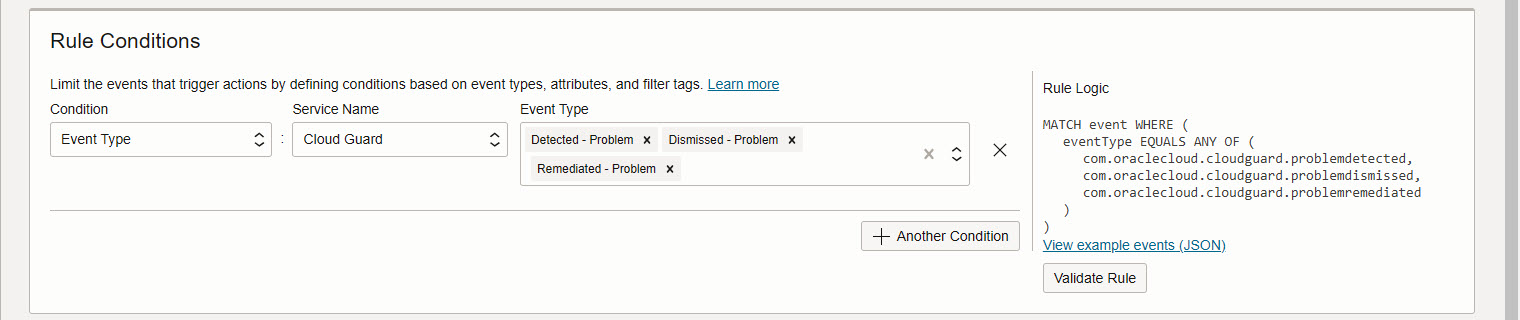 Rule Conditions
Limit the events that trigger actions by defining conditions based on event types, attributes, and filter tags. Learn more
Condition
Service Name
Event Type
Event Type
:
Cloud Guard
Detected - Problem x
Dismissed - Problem x
Remediated - Problem x
+ Another Condition
Rule Logic
MATCH event WHERE (
eventType EQUALS ANY OF (
com.oraclecloud.cloudguard.problemdetected,
com.oraclecloud.cloudguard.problemdismissed,
com.oraclecloud.cloudguard.problemremediated
)
)
View example events (JSON)
Validate Rule